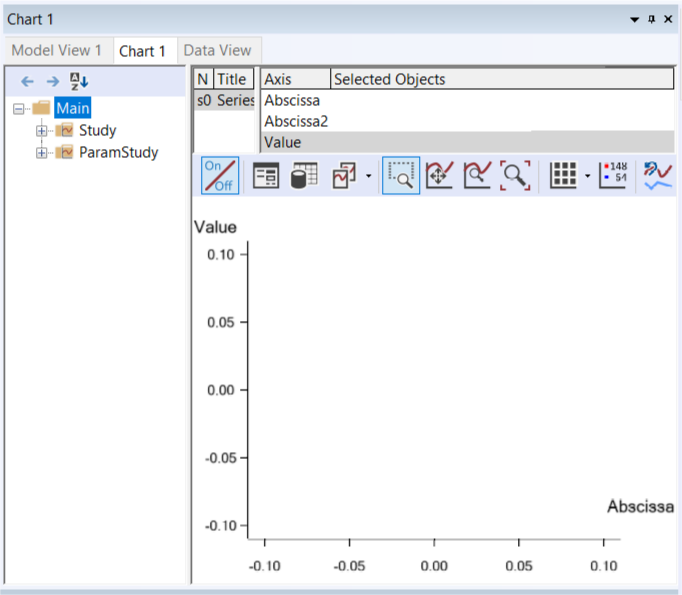 Chart 1
Model View 1 Chart 1 Data View
A Z
Main
Study
ParamStudy
N Title Axis Selected Objects
s0 Series Abscissa
Abscissa2
Value
On
Off
148
51
Value
0.10
0.05
0.00
-0.05
-0.10
Abscissa
-0.10 -0.05 0.00 0.05 0.10